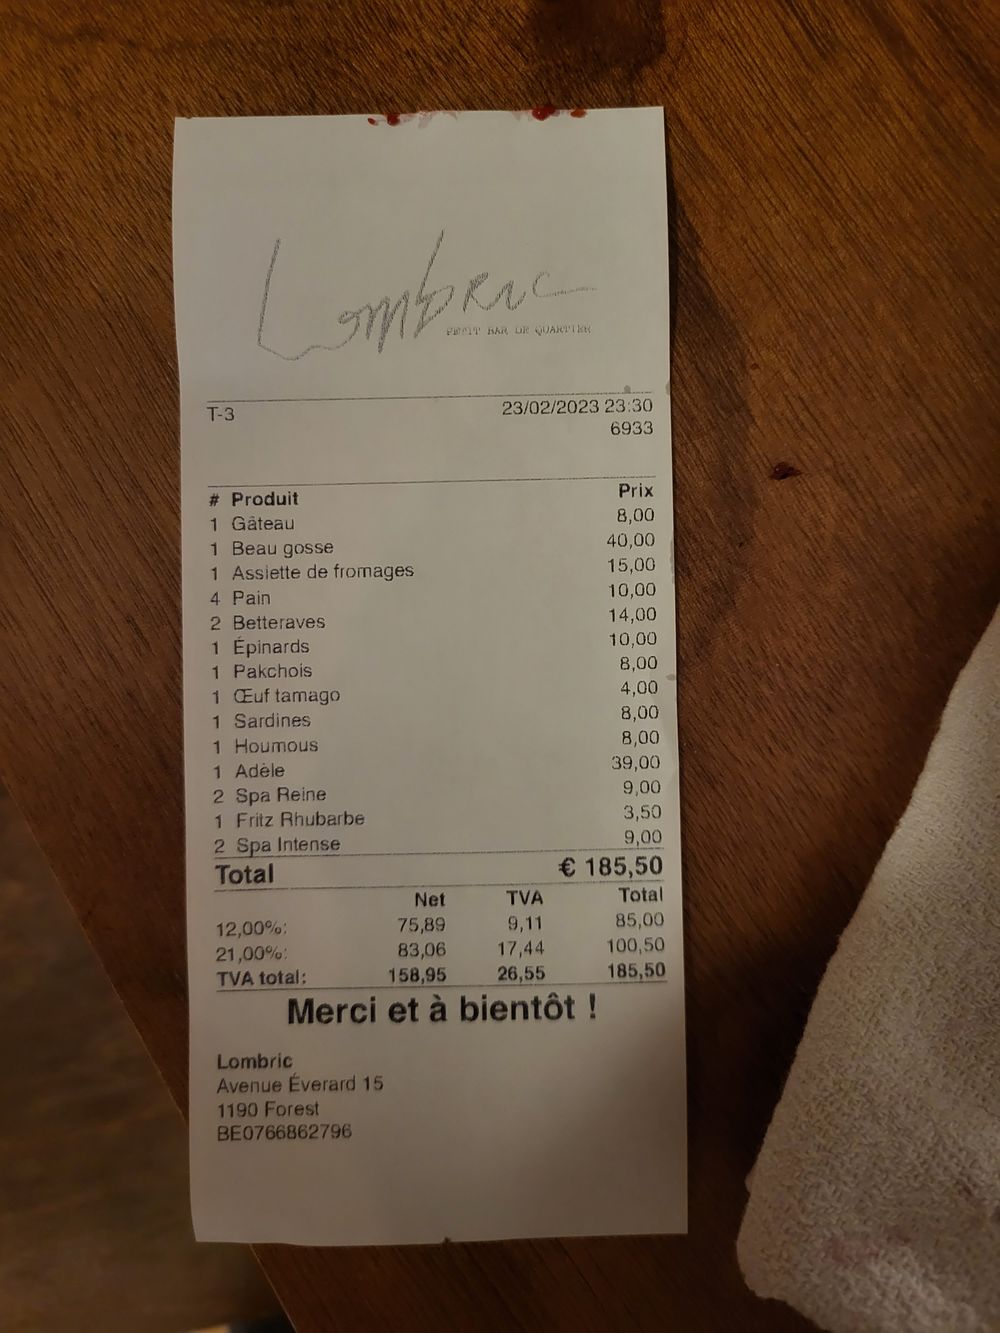 Lombric
PETIT BAR DE QUARTIER
T-3 23/02/2023 23:30
6933
# Produit Prix
1 Gâteau 8,00
1 Beau gosse 40,00
1 Assiette de fromages 15,00
4 Pain 10,00
2 Betteraves 14,00
1 Épinards 10,00
1 Pakchois 8,00
1 Œuf tamago 4,00
1 Sardines 8,00
1 Houmous 8,00
1 Adèle 39,00
2 Spa Reine 9,00
1 Fritz Rhubarbe 3,50
2 Spa Intense 9,00
Total € 185,50
Net TVA Total
12,00%: 75,89 9,11 85,00
21,00%: 83,06 17,44 100,50
TVA total: 158,95 26,55 185,50
Merci et à bientôt !
Lombric
Avenue Éverard 15
1190 Forest
BE0766862796